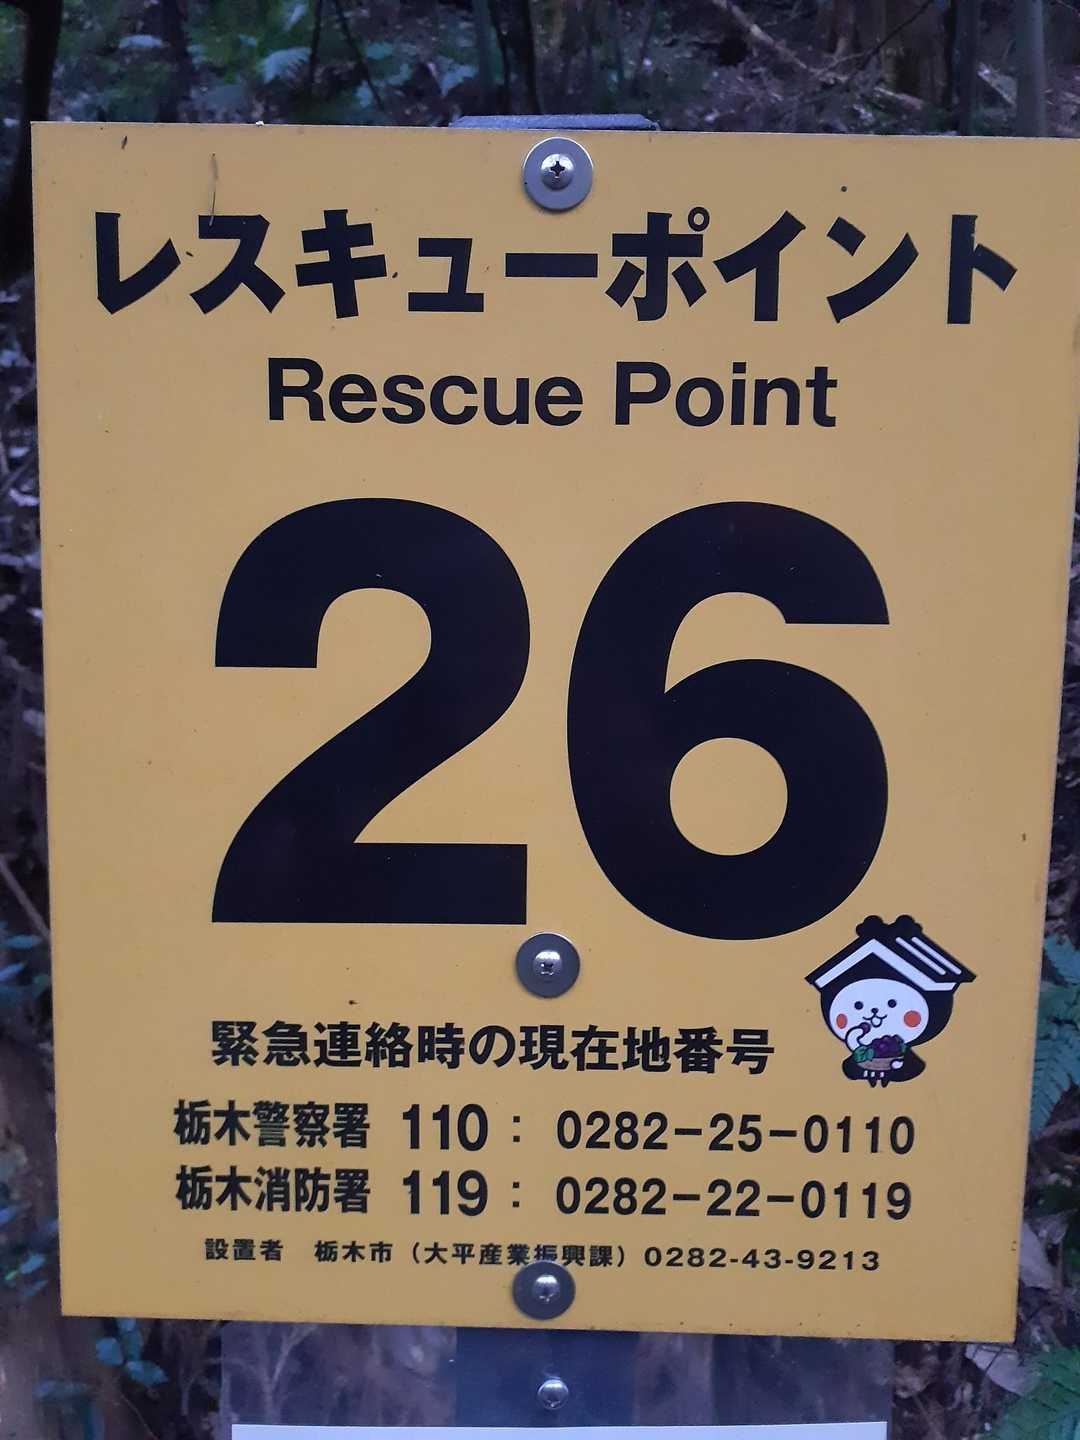 レスキューポイント
Rescue Point
26
緊急連絡時の現在地番号
栃木警察署 110： 0282－25－0110
栃木消防署 119： 0282－22－0119
設置者 栃木市（大平産業振興課）0282-43-9213